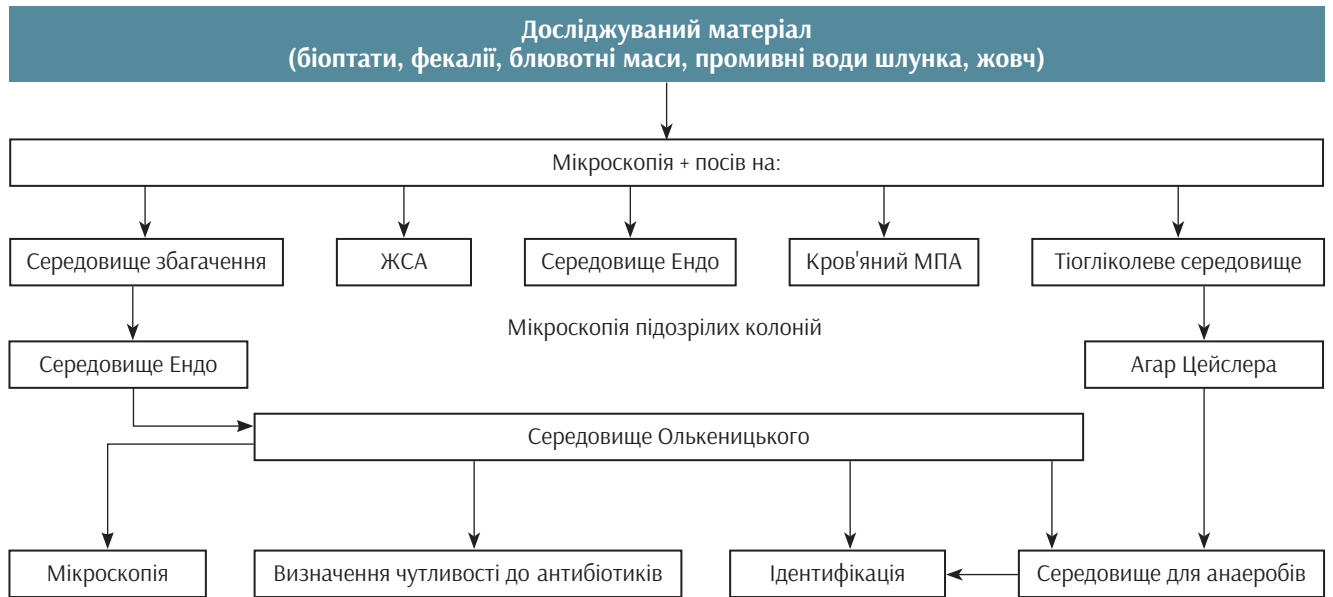 Досліджуваний матеріал
(біоптати, фекалії, блювотні маси, промивні води шлунка, жовч)
Мікроскопія + посів на:
Середовище збагачення
ЖСА
Середовище Ендо
Кров'яний МПА
Тіогліколеве середовище
Мікроскопія підозрілих колоній
Середовище Ендо
Агар Цейслера
Середовище Олькеницького
Мікроскопія
Визначення чутливості до антибіотиків
Ідентифікація
Середовище для анаеробів